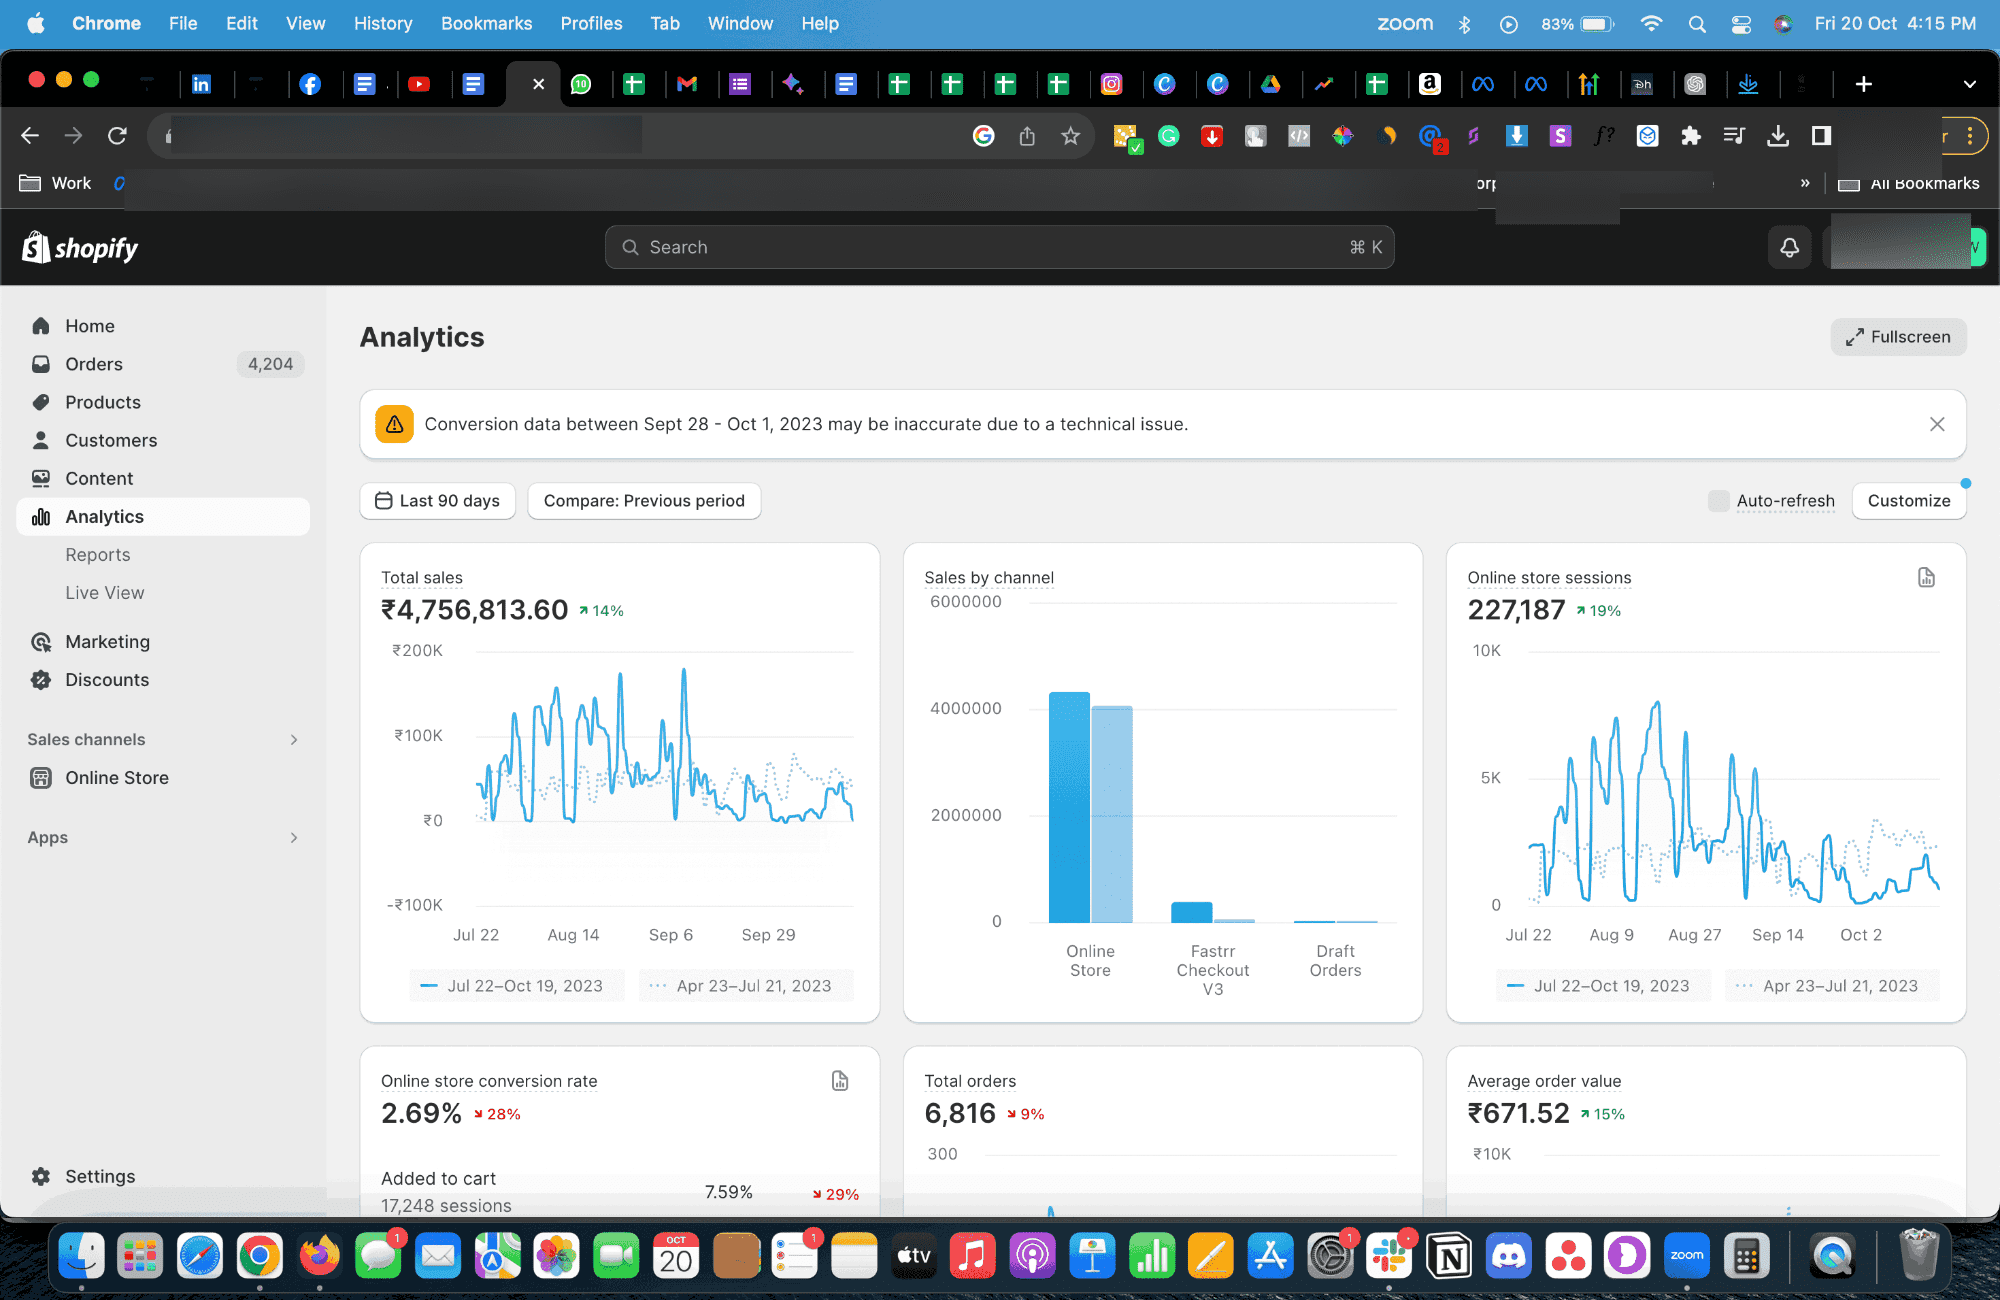 Chrome File Edit View History Bookmarks Profiles Tab Window Help zoom 83% Fri 20 Oct 4:15 PM
Work All Bookmarks
shopify Search ⌘ K
Home
Orders 4,204
Products
Customers
Content
Analytics
Reports
Live View
Marketing
Discounts
Sales channels
Online Store
Apps
Settings
Analytics Fullscreen
Conversion data between Sept 28 - Oct 1, 2023 may be inaccurate due to a technical issue.
Last 90 days Compare: Previous period Auto-refresh Customize
Total sales
₹4,756,813.60 14%
₹200K
₹100K
₹0
-₹100K
Jul 22 Aug 14 Sep 6 Sep 29
Jul 22–Oct 19, 2023 Apr 23–Jul 21, 2023
Sales by channel
6000000
4000000
2000000
0
Online Store
Fastrr Checkout V3
Draft Orders
Online store sessions
227,187 19%
10K
5K
0
Jul 22 Aug 9 Aug 27 Sep 14 Oct 2
Jul 22–Oct 19, 2023 Apr 23–Jul 21, 2023
Online store conversion rate
2.69% 28%
Added to cart
17,248 sessions
7.59% 29%
Total orders
6,816 9%
300
Average order value
₹671.52 15%
₹10K
OCT
20
tv
zoom